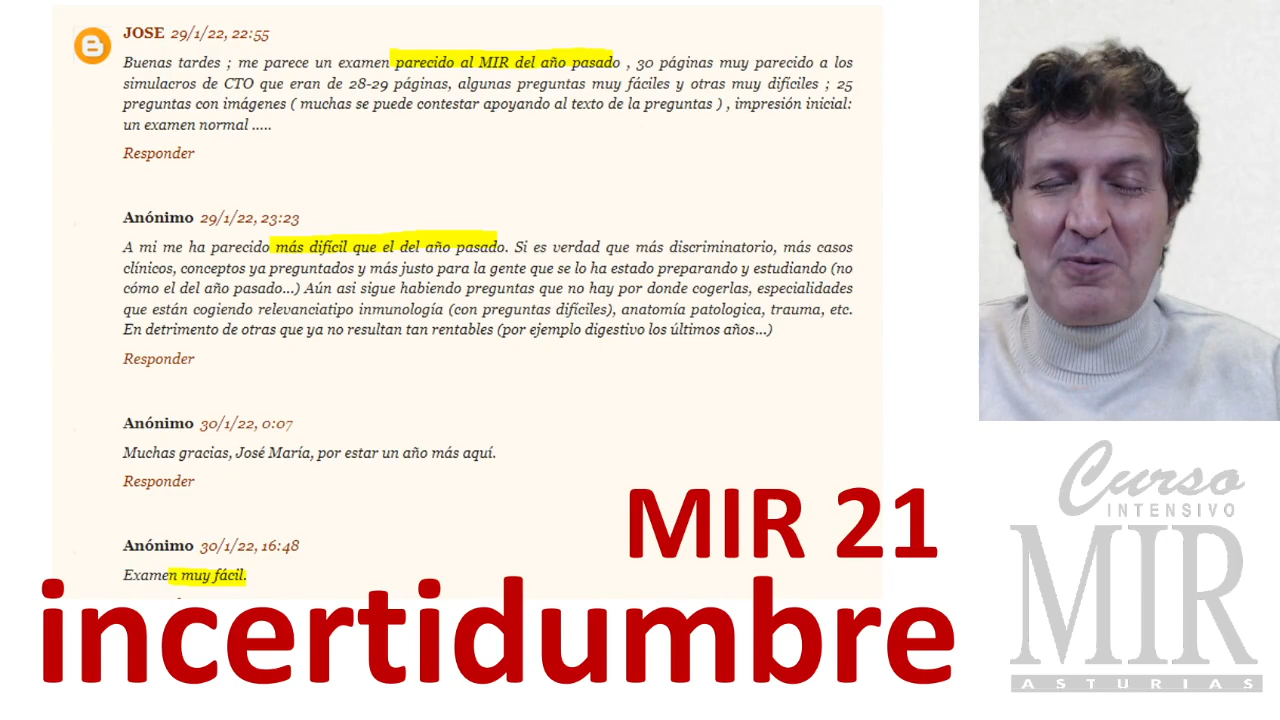 JOSE 29/1/22, 22:55
Buenas tardes ; me parece un examen parecido al MIR del año pasado , 30 páginas muy parecido a los
simulacros de CTO que eran de 28-29 páginas, algunas preguntas muy fáciles y otras muy difíciles ; 25
preguntas con imágenes ( muchas se puede contestar apoyando al texto de la preguntas ) , impresión inicial:
un examen normal .....
Responder
Anónimo 29/1/22, 23:23
A mi me ha parecido más difícil que el del año pasado. Si es verdad que más discriminatorio, más casos
clínicos, conceptos ya preguntados y más justo para la gente que se lo ha estado preparando y estudiando (no
cómo el del año pasado...) Aún asi sigue habiendo preguntas que no hay por donde cogerlas, especialidades
que están cogiendo relevanciatipo inmunología (con preguntas difíciles), anatomía patologica, trauma, etc.
En detrimento de otras que ya no resultan tan rentables (por ejemplo digestivo los últimos años...)
Responder
Anónimo 30/1/22, 0:07
Muchas gracias, José María, por estar un año más aquí.
Responder
Anónimo 30/1/22, 16:48
Examen muy fácil.
MIR 21
incertidumbre
Curso
INTENSIVO
MIR
ASTURIAS